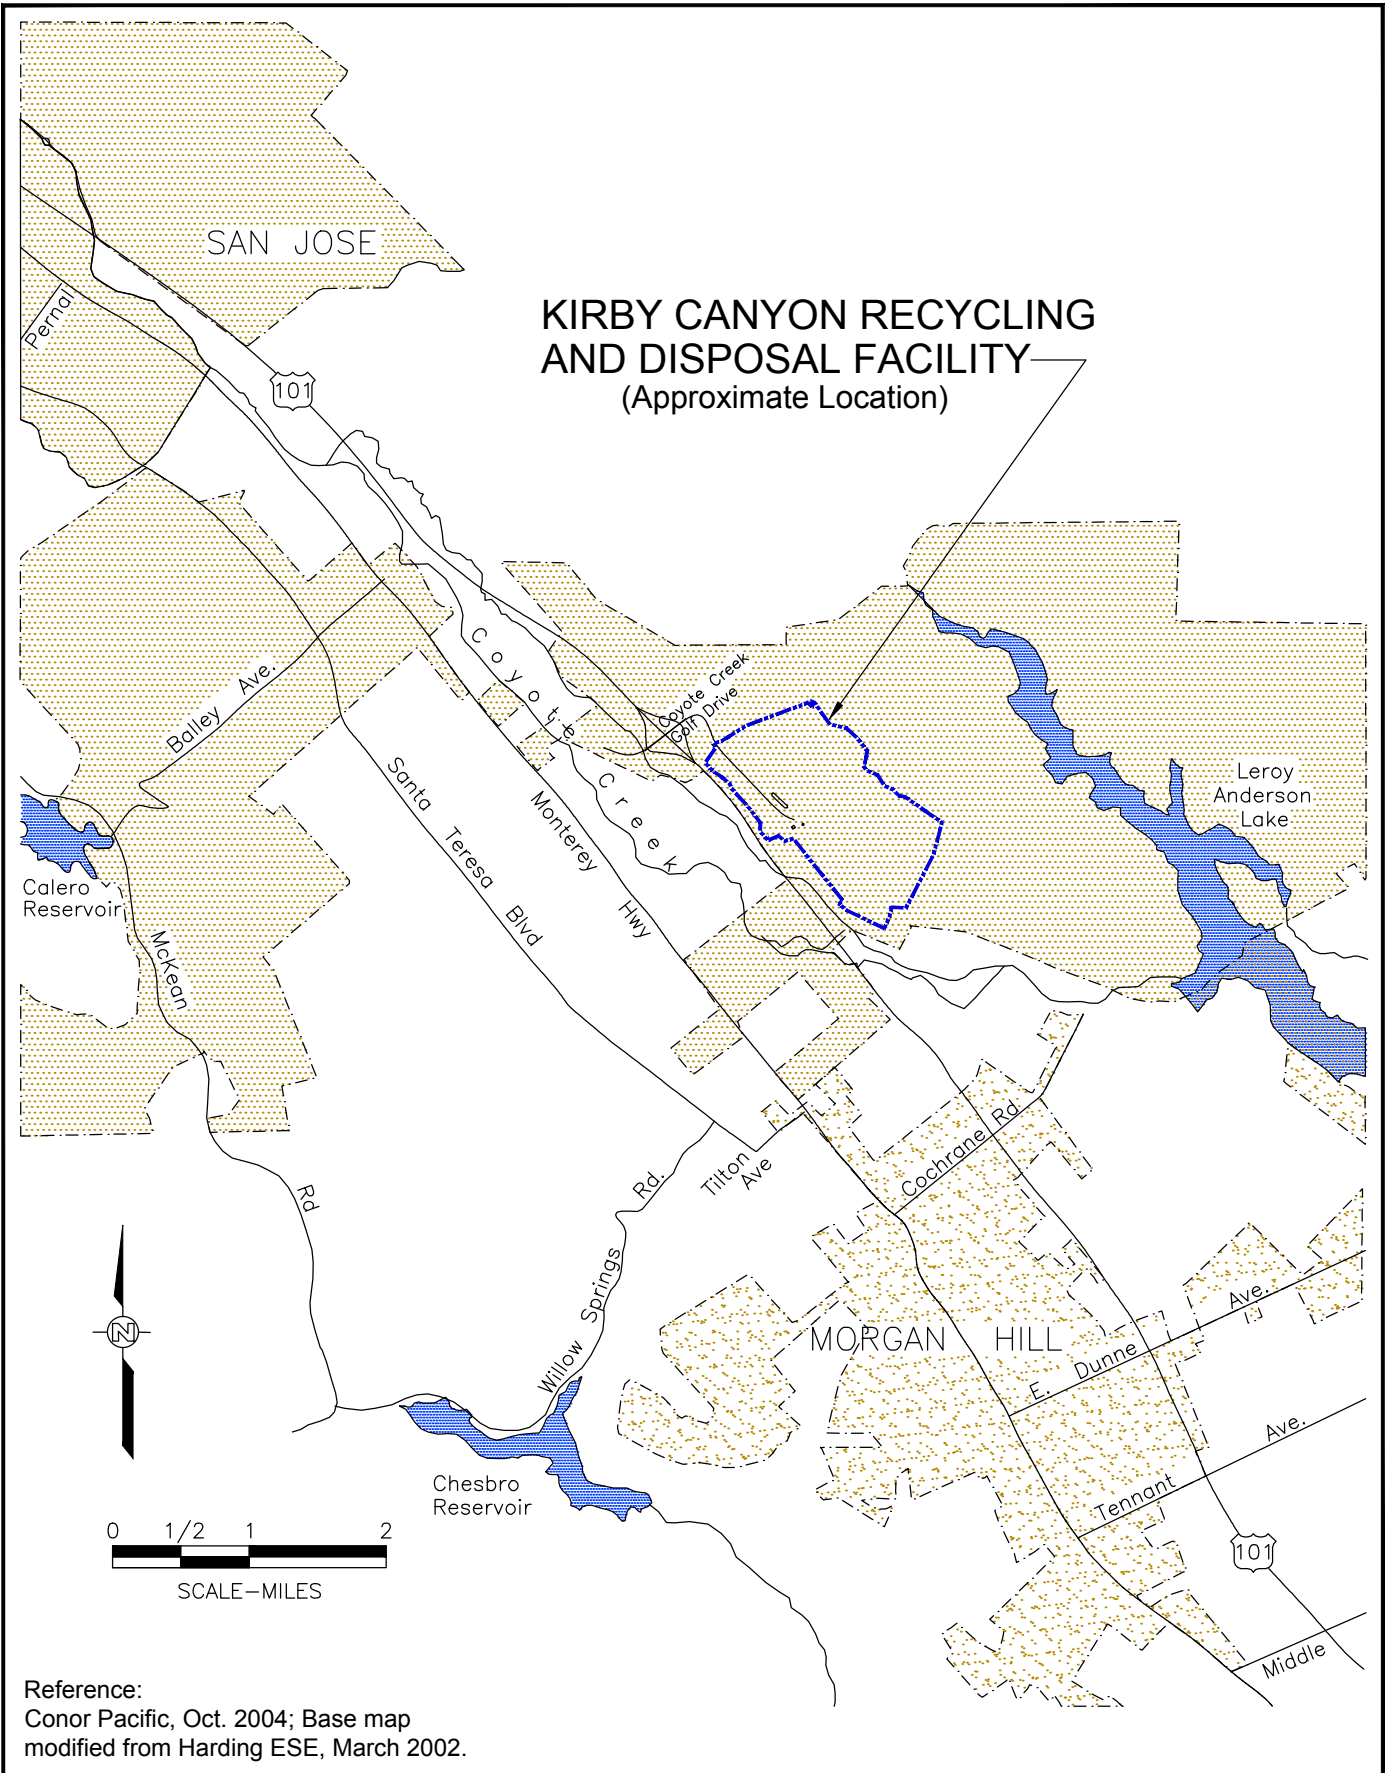 SAN JOSE
Pernal
101
KIRBY CANYON RECYCLING
AND DISPOSAL FACILITY
(Approximate Location)
Coyote
Creek
Coyote Creek
Golf Drive
Balley Ave.
Santa Teresa Blvd
Monterey Hwy
Leroy
Anderson
Lake
Calero
Reservoir
McKean
Rd
Tilton
Ave
Cochrane Rd
Willow Springs Rd.
N
MORGAN HILL
E. Dunne Ave.
Tennant Ave.
Chesbro
Reservoir
101
Middle
0 1/2 1 2
SCALE-MILES
Reference:
Conor Pacific, Oct. 2004; Base map
modified from Harding ESE, March 2002.